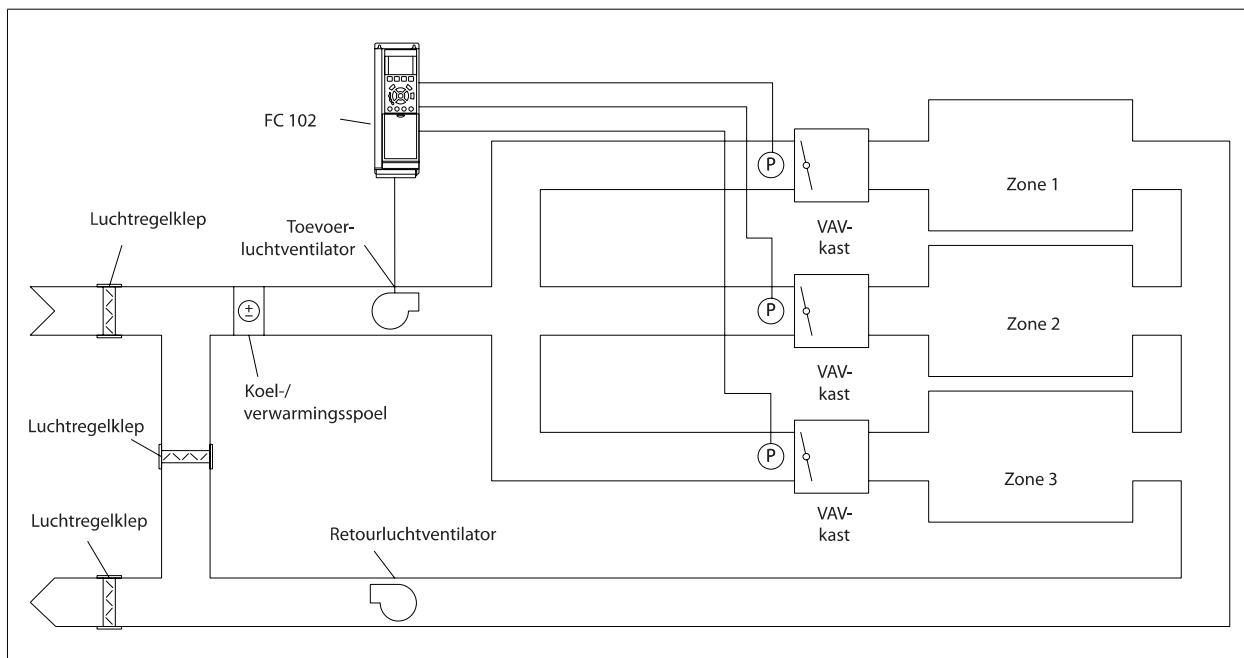 FC 102
Luchtregelklep
Toevoer-
luchtventilator
±
Koel-/
verwarmingsspoel
Luchtregelklep
Luchtregelklep
Retourluchtventilator
P
VAV-
kast
Zone 1
P
VAV-
kast
Zone 2
P
VAV-
kast
Zone 3